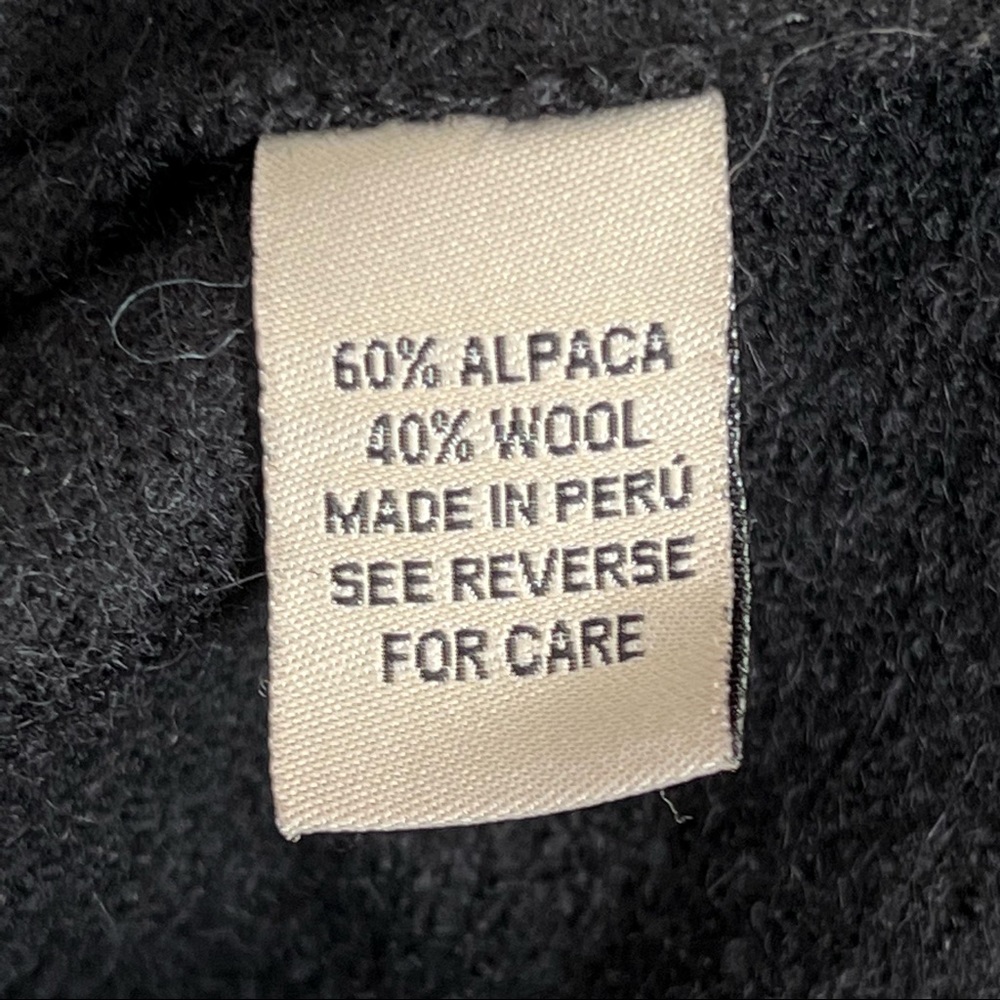 60% ALPACA
40% WOOL
MADE IN PERÚ
SEE REVERSE
FOR CARE